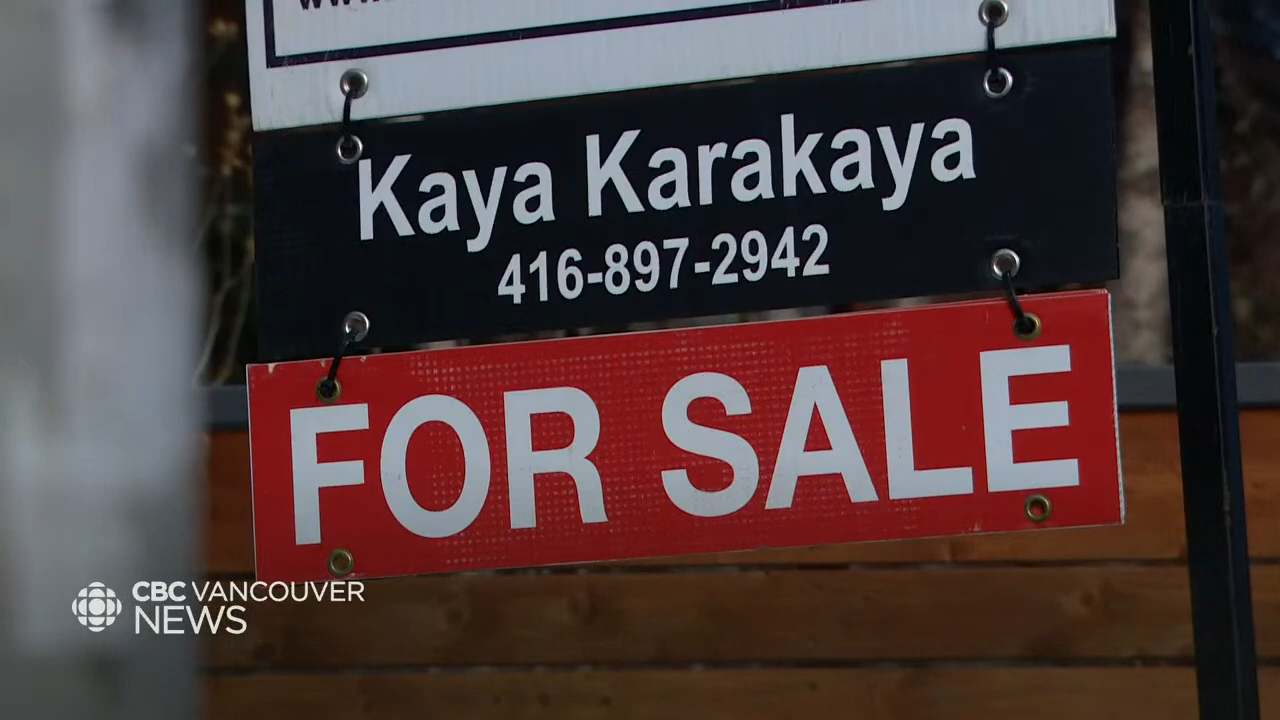 Kaya Karakaya
416-897-2942
FOR SALE
CBC VANCOUVER
NEWS